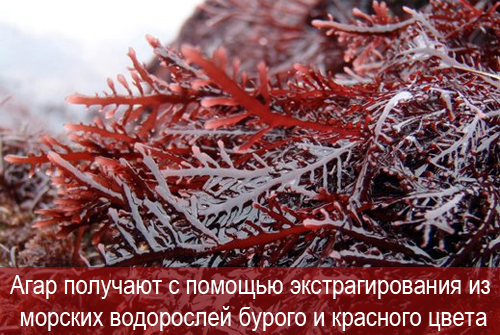 Агар получают с помощью экстрагирования из
морских водорослей бурого и красного цвета